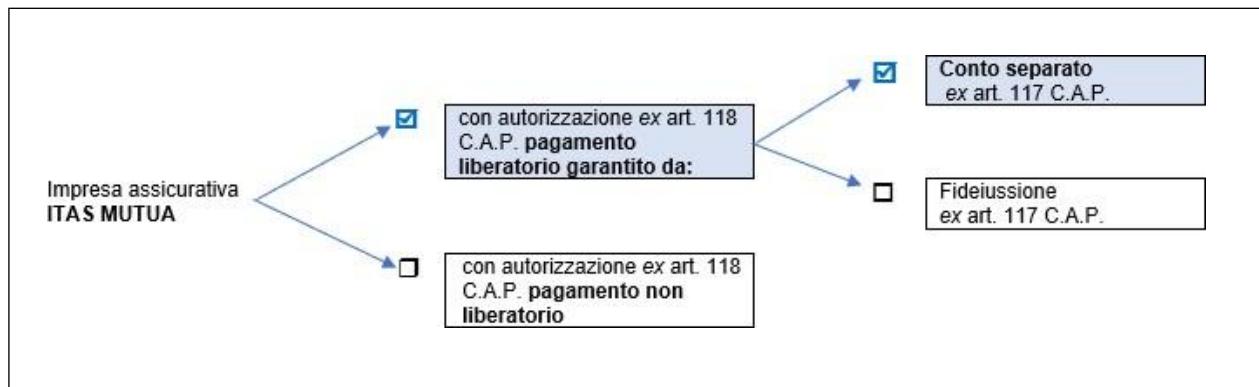 Impresa assicurativa
ITAS MUTUA
con autorizzazione ex art. 118
C.A.P. pagamento
liberatorio garantito da:
con autorizzazione ex art. 118
C.A.P. pagamento non
liberatorio
Conto separato
ex art. 117 C.A.P.
Fideiussione
ex art. 117 C.A.P.